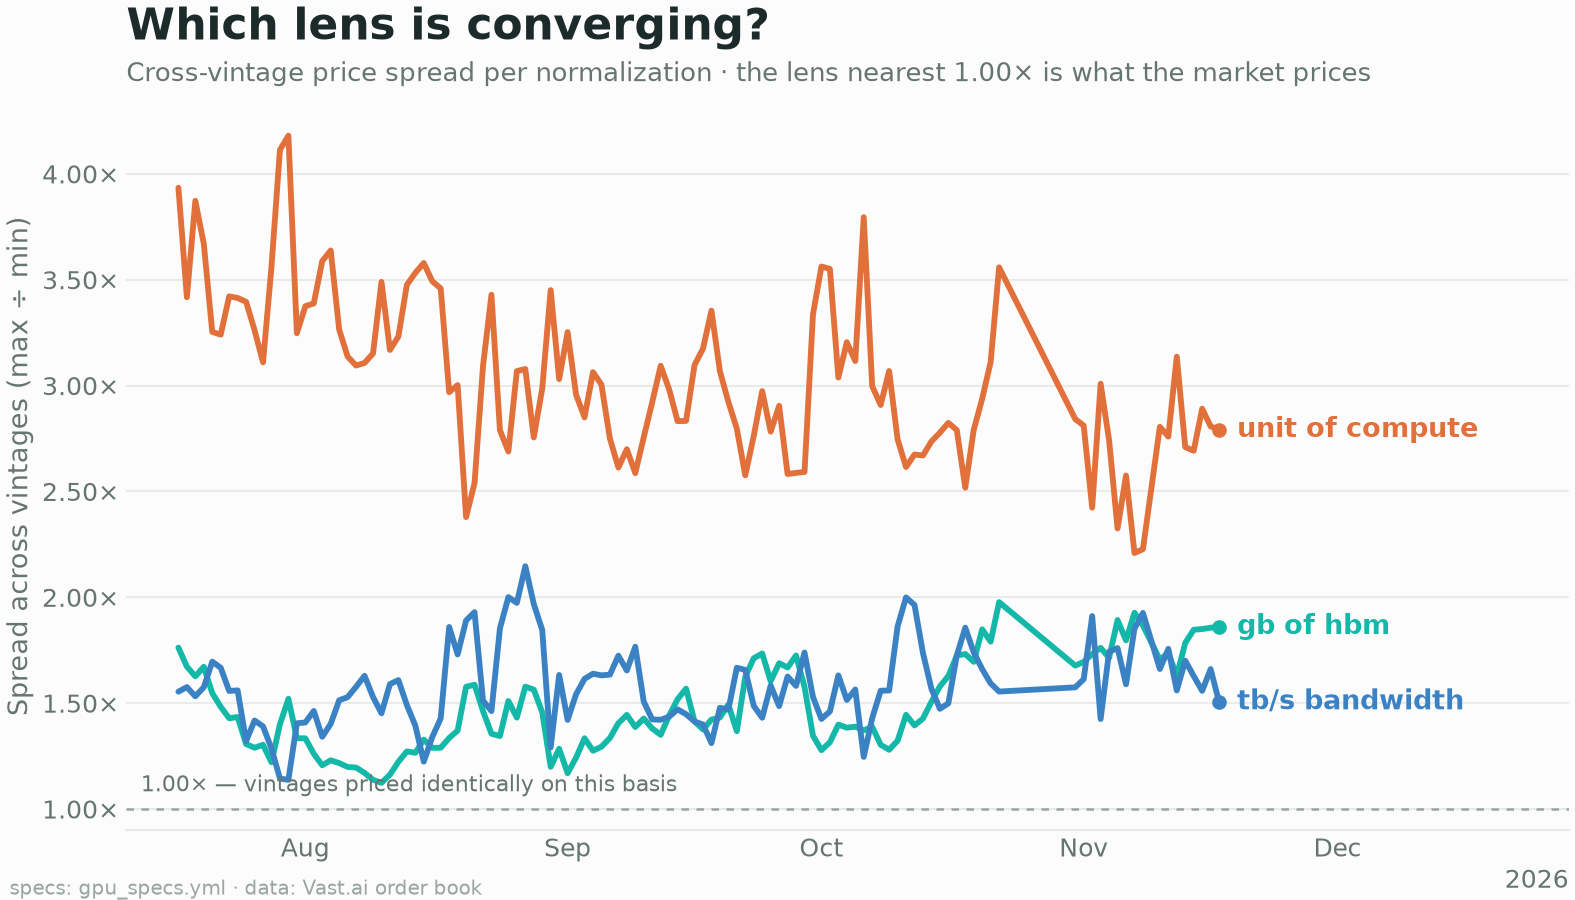 Which lens is converging?
Cross-vintage price spread per normalization · the lens nearest 1.00× is what the market prices
Spread across vintages (max ÷ min)
4.00×
3.50×
3.00×
2.50×
2.00×
1.50×
1.00×
unit of compute
gb of hbm
tb/s bandwidth
1.00× — vintages priced identically on this basis
Aug
Sep
Oct
Nov
Dec
2026
specs: gpu_specs.yml · data: Vast.ai order book